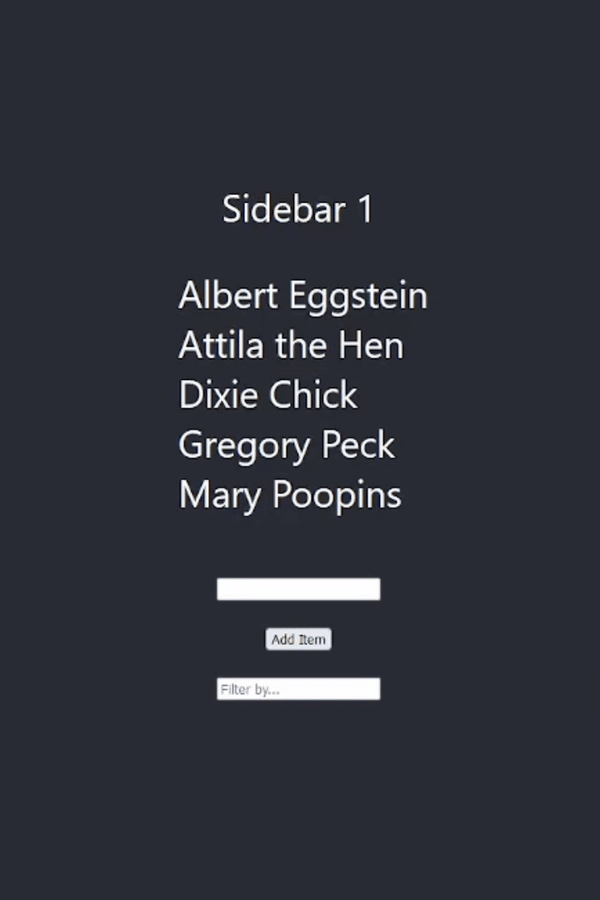 Sidebar 1
Albert Eggstein
Attila the Hen
Dixie Chick
Gregory Peck
Mary Poopins
Add Item
Filter by...